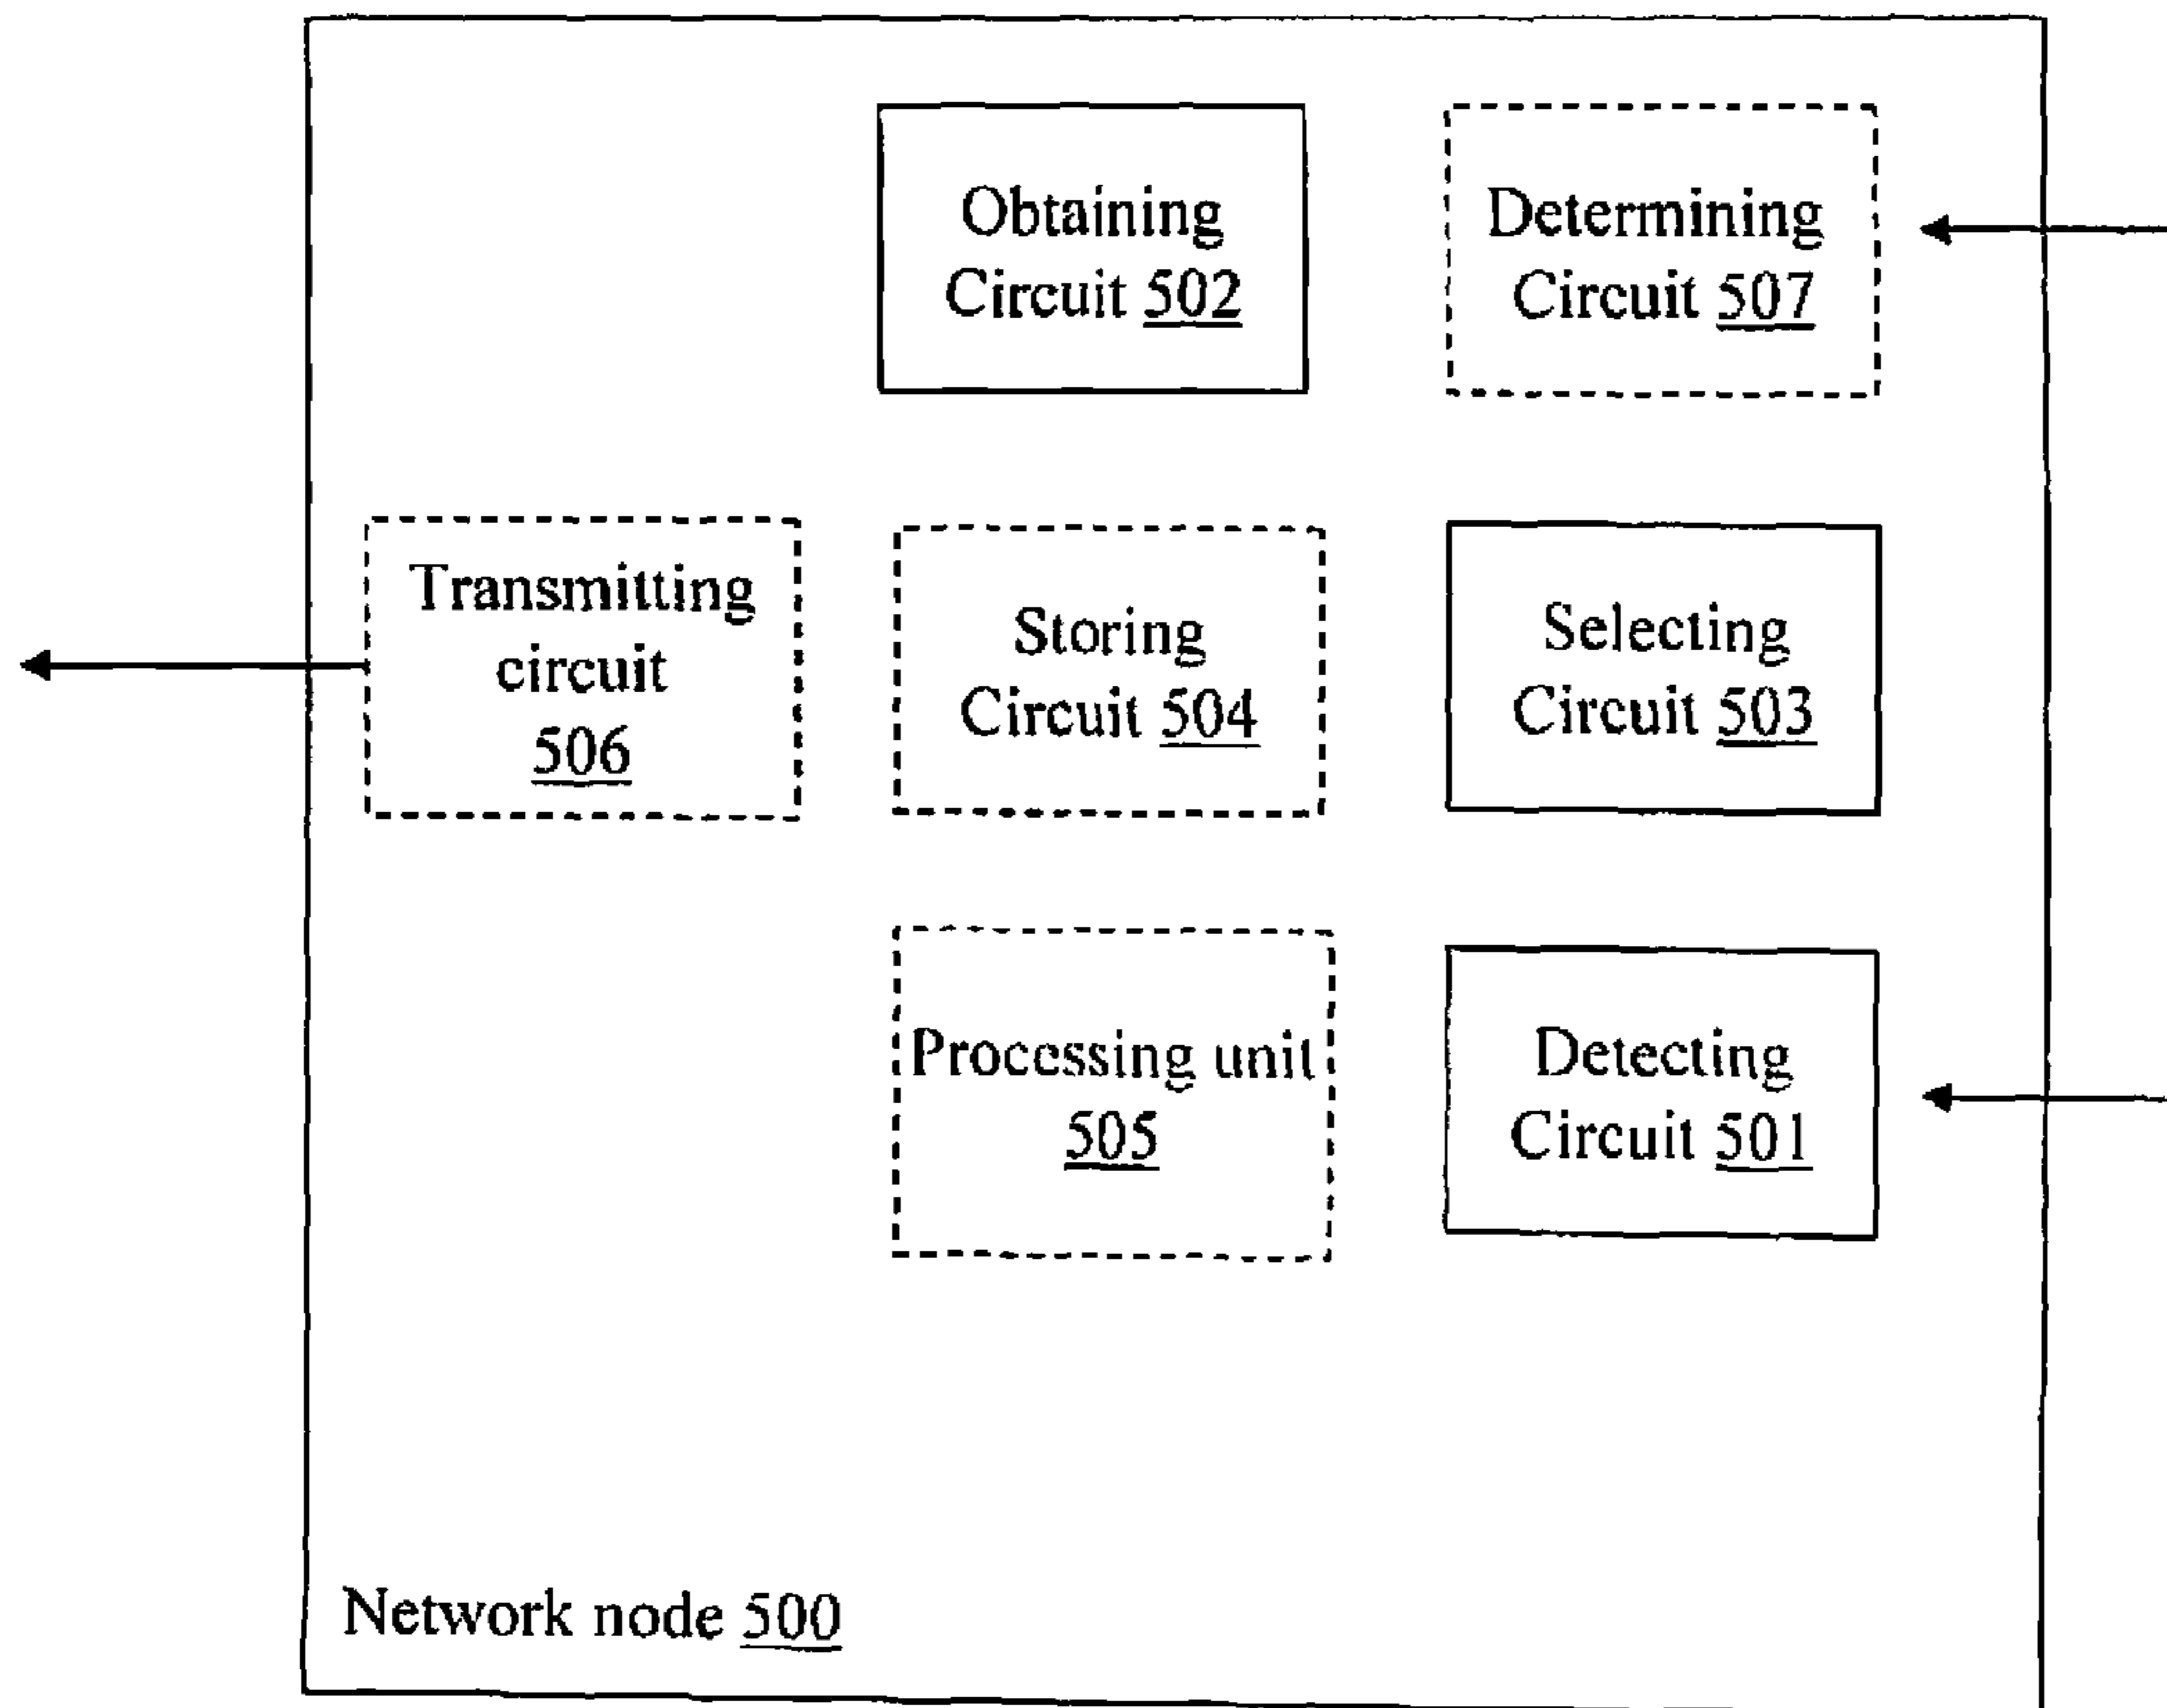 Obtaining
Circuit 502
Determining
Circuit 507
Transmitting
circuit
506
Storing
Circuit 504
Selecting
Circuit 503
Processing unit
505
Detecting
Circuit 501
Network node 500